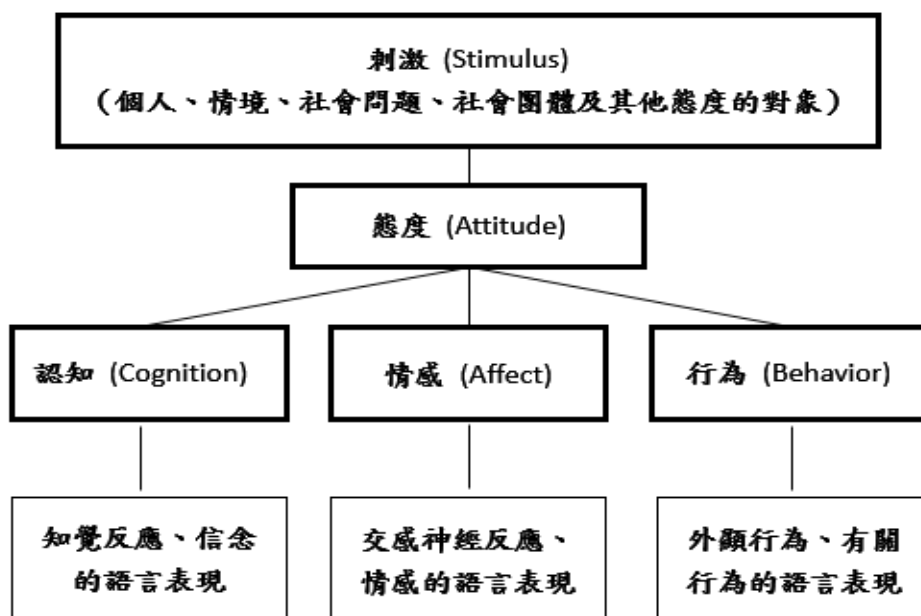 刺激 (Stimulus)
（個人、情境、社會問題、社會團體及其他態度的對象）
態度 (Attitude)
認知 (Cognition)
情感 (Affect)
行為 (Behavior)
知覺反應、信念
的語言表現
交感神經反應、
情感的語言表現
外顯行為、有關
行為的語言表現